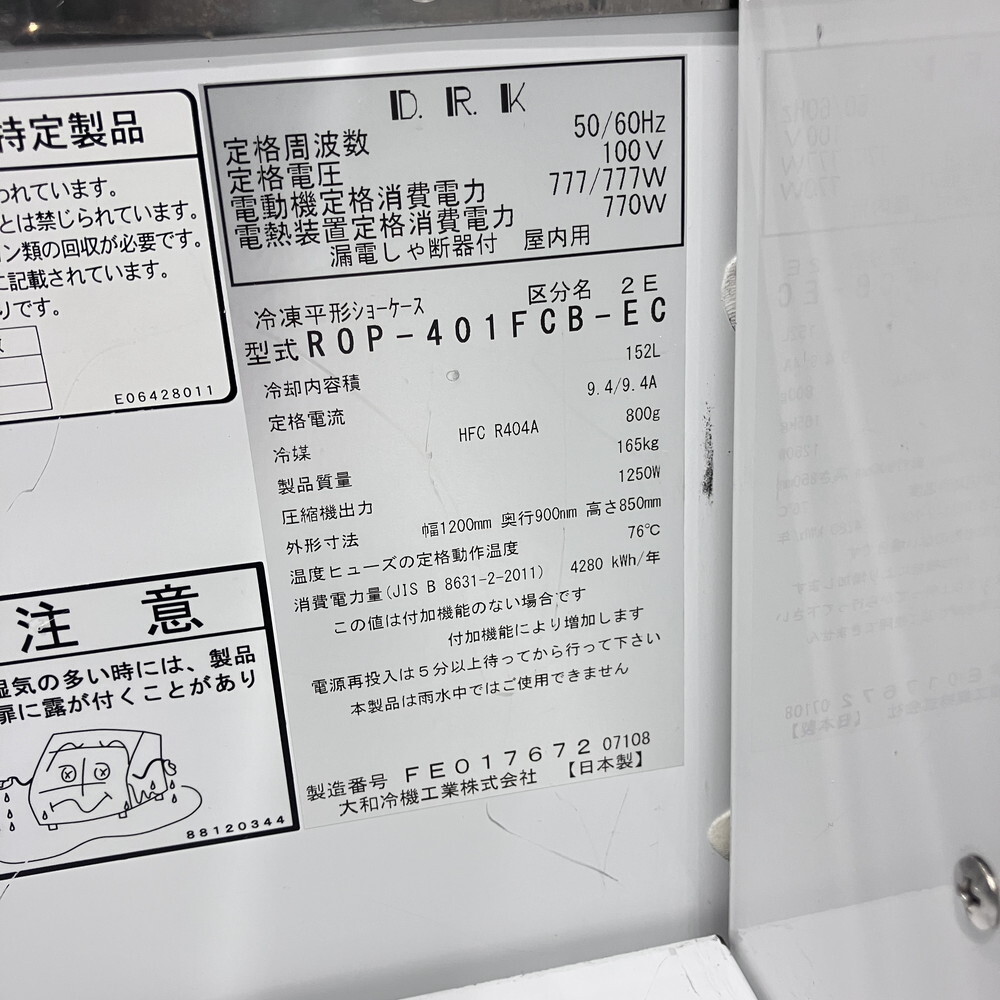 特定製品
われています。
とは禁じられています。
ン類の回収が必要です。
に記載されています。
りです。
E06428011
D.R.K
定格周波数 50/60Hz
定格電圧 100V
電動機定格消費電力 777/777W
電熱装置定格消費電力 770W
漏電しゃ断器付 屋内用
冷凍平形ショーケース 区分名 2E
型式 ROP-401FCB-EC
冷却内容積 152L
定格電流 9.4/9.4A
冷媒 HFC R404A 800g
製品質量 165kg
圧縮機出力 1250W
外形寸法 幅1200mm 奥行900mm 高さ850mm
温度ヒューズの定格動作温度 76℃
消費電力量(JIS B 8631-2-2011) 4280 kWh/年
この値は付加機能のない場合です
付加機能により増加します
電源再投入は5分以上待ってから行って下さい
本製品は雨水中ではご使用できません
製造番号 FE017672 07108
大和冷機工業株式会社 【日本製】
注意
湿気の多い時には、製品
扉に露が付くことがあり
88120344